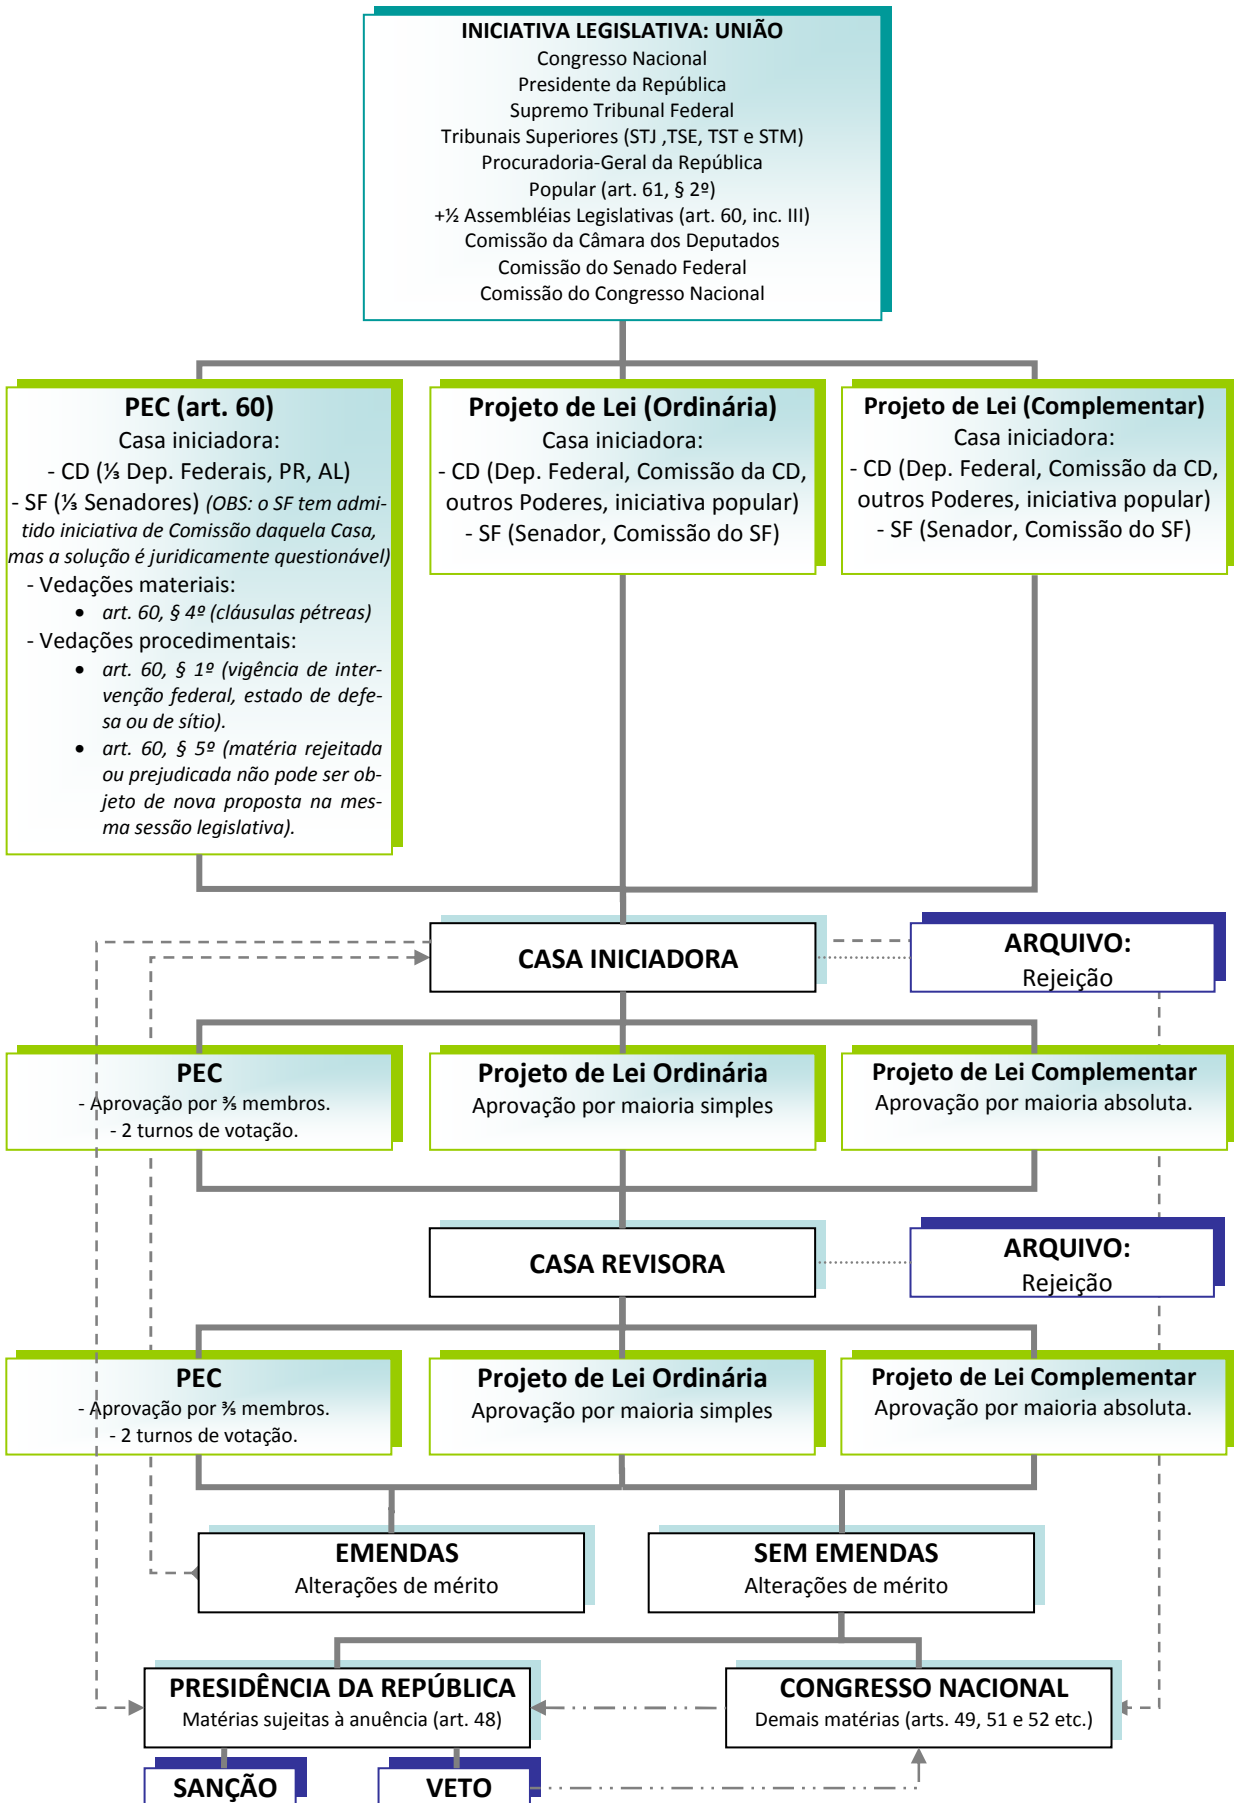 INICIATIVA LEGISLATIVA: UNIÃO
Congresso Nacional
Presidente da República
Supremo Tribunal Federal
Tribunais Superiores (STJ ,TSE, TST e STM)
Procuradoria-Geral da República
Popular (art. 61, § 2º)
+½ Assembléias Legislativas (art. 60, inc. III)
Comissão da Câmara dos Deputados
Comissão do Senado Federal
Comissão do Congresso Nacional
PEC (art. 60)
Casa iniciadora:
- CD (⅓ Dep. Federais, PR, AL)
- SF (⅓ Senadores) (OBS: o SF tem admi-
tido iniciativa de Comissão daquela Casa,
mas a solução é juridicamente questionável)
- Vedações materiais:
• art. 60, § 4º (cláusulas pétreas)
- Vedações procedimentais:
• art. 60, § 1º (vigência de inter-
venção federal, estado de defe-
sa ou de sítio).
• art. 60, § 5º (matéria rejeitada
ou prejudicada não pode ser ob-
jeto de nova proposta na mes-
ma sessão legislativa).
Projeto de Lei (Ordinária)
Casa iniciadora:
- CD (Dep. Federal, Comissão da CD,
outros Poderes, iniciativa popular)
- SF (Senador, Comissão do SF)
Projeto de Lei (Complementar)
Casa iniciadora:
- CD (Dep. Federal, Comissão da CD,
outros Poderes, iniciativa popular)
- SF (Senador, Comissão do SF)
CASA INICIADORA
ARQUIVO:
Rejeição
PEC
- Aprovação por ⅗ membros.
- 2 turnos de votação.
Projeto de Lei Ordinária
Aprovação por maioria simples
Projeto de Lei Complementar
Aprovação por maioria absoluta.
CASA REVISORA
ARQUIVO:
Rejeição
PEC
- Aprovação por ⅗ membros.
- 2 turnos de votação.
Projeto de Lei Ordinária
Aprovação por maioria simples
Projeto de Lei Complementar
Aprovação por maioria absoluta.
EMENDAS
Alterações de mérito
SEM EMENDAS
Alterações de mérito
PRESIDÊNCIA DA REPÚBLICA
Matérias sujeitas à anuência (art. 48)
CONGRESSO NACIONAL
Demais matérias (arts. 49, 51 e 52 etc.)
SANÇÃO
VETO